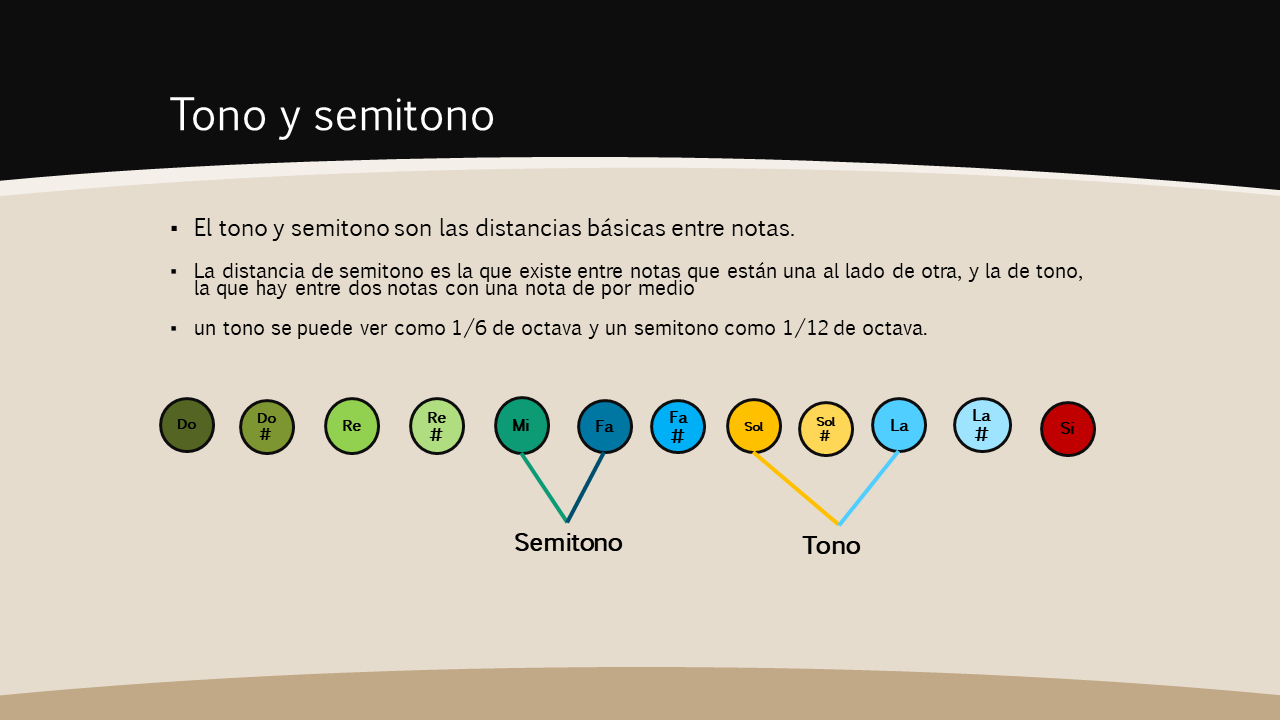 Tono y semitono
▪ El tono y semitono son las distancias básicas entre notas.
▪ La distancia de semitono es la que existe entre notas que están una al lado de otra, y la de tono,
la que hay entre dos notas con una nota de por medio
▪ un tono se puede ver como 1/6 de octava y un semitono como 1/12 de octava.
Do
Do
#
Re
Re
#
Mi
Fa
Fa
#
Sol
Sol
#
La
La
#
Si
Semitono
Tono